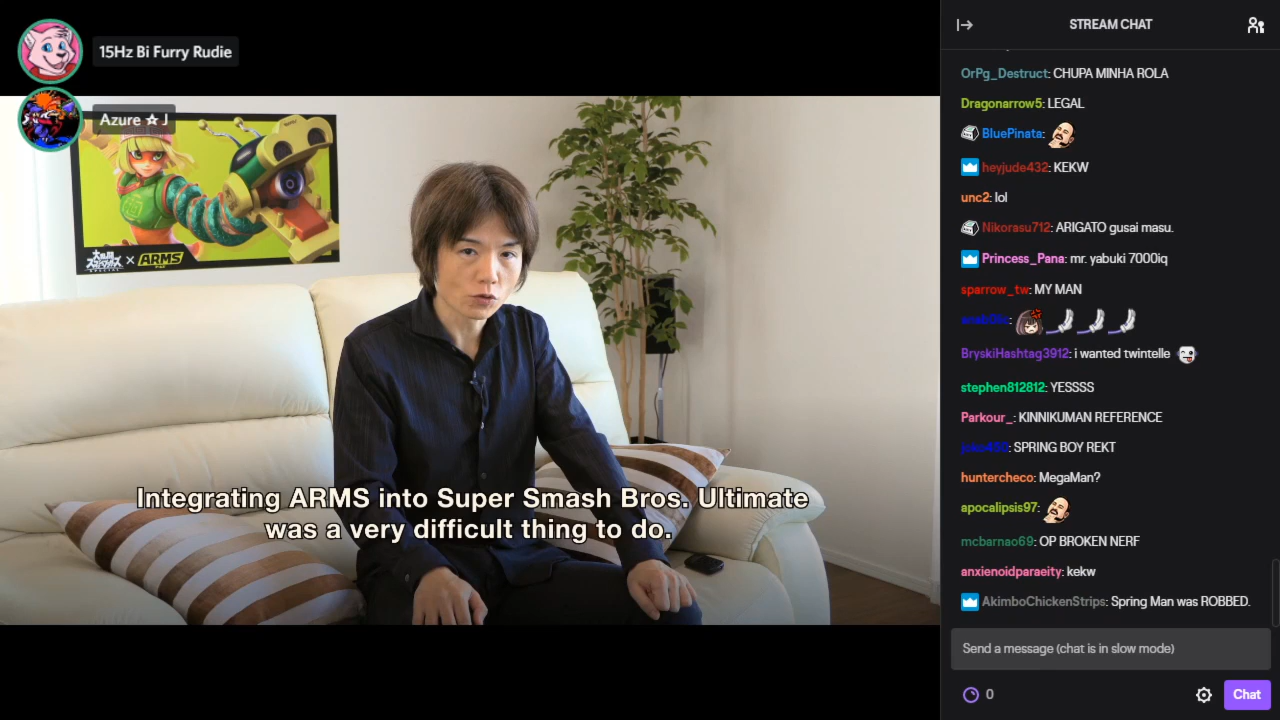 15Hz Bi Furry Rudie
Azure ☆ J
SPECIAL
×
ARMS
Integrating ARMS into Super Smash Bros. Ultimate
was a very difficult thing to do.
STREAM CHAT
OrPg_Destruct: CHUPA MINHA ROLA
Dragonarrow5: LEGAL
BluePinata:
heyjude432: KEKW
unc2: lol
Nikorasu712: ARIGATO gusai masu.
Princess_Pana: mr. yabuki 7000iq
sparrow_tw: MY MAN
BryskiHashtag3912: i wanted twintelle
stephen812812: YESSSS
Parkour_: KINNIKUMAN REFERENCE
: SPRING BOY REKT
huntercheco: MegaMan?
apocalipsis97:
mcbarnao69: OP BROKEN NERF
anxienoidparaeity: kekw
AkimboChickenStrips: Spring Man was ROBBED.
Send a message (chat is in slow mode)
0
Chat